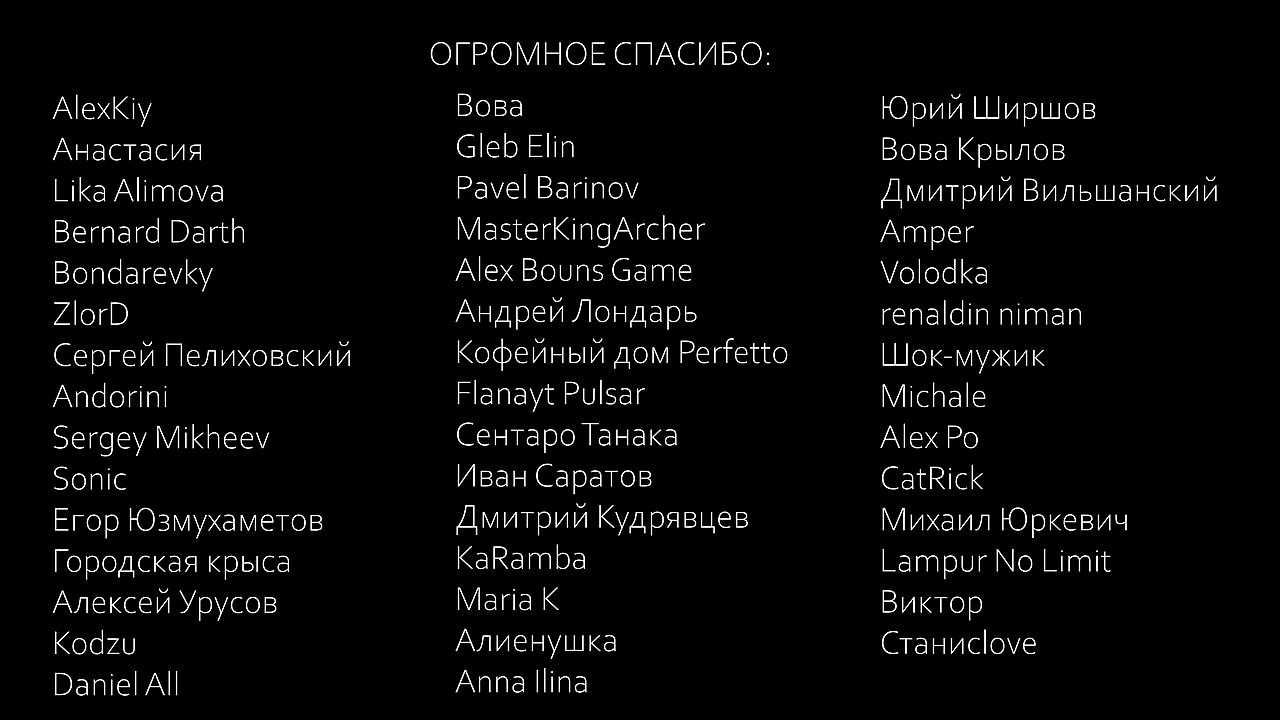 ОГРОМНОЕ СПАСИБО:
AlexKiy
Анастасия
Lika Alimova
Bernard Darth
Bondarevky
ZlorD
Сергей Пелиховский
Andorini
Sergey Mikheev
Sonic
Егор Юзмухаметов
Городская крыса
Алексей Урусов
Kodzu
Daniel All
Вова
Gleb Elin
Pavel Barinov
MasterKingArcher
Alex Bouns Game
Андрей Лондарь
Кофейный дом Perfetto
Flanayt Pulsar
Сентаро Танака
Иван Саратов
Дмитрий Кудрявцев
KaRamba
Maria K
Алиенушка
Anna Ilina
Юрий Ширшов
Вова Крылов
Дмитрий Вильшанский
Amper
Volodka
renaldin niman
Шок-мужик
Michale
Alex Po
CatRick
Михаил Юркевич
Lampur No Limit
Виктор
Станисlove